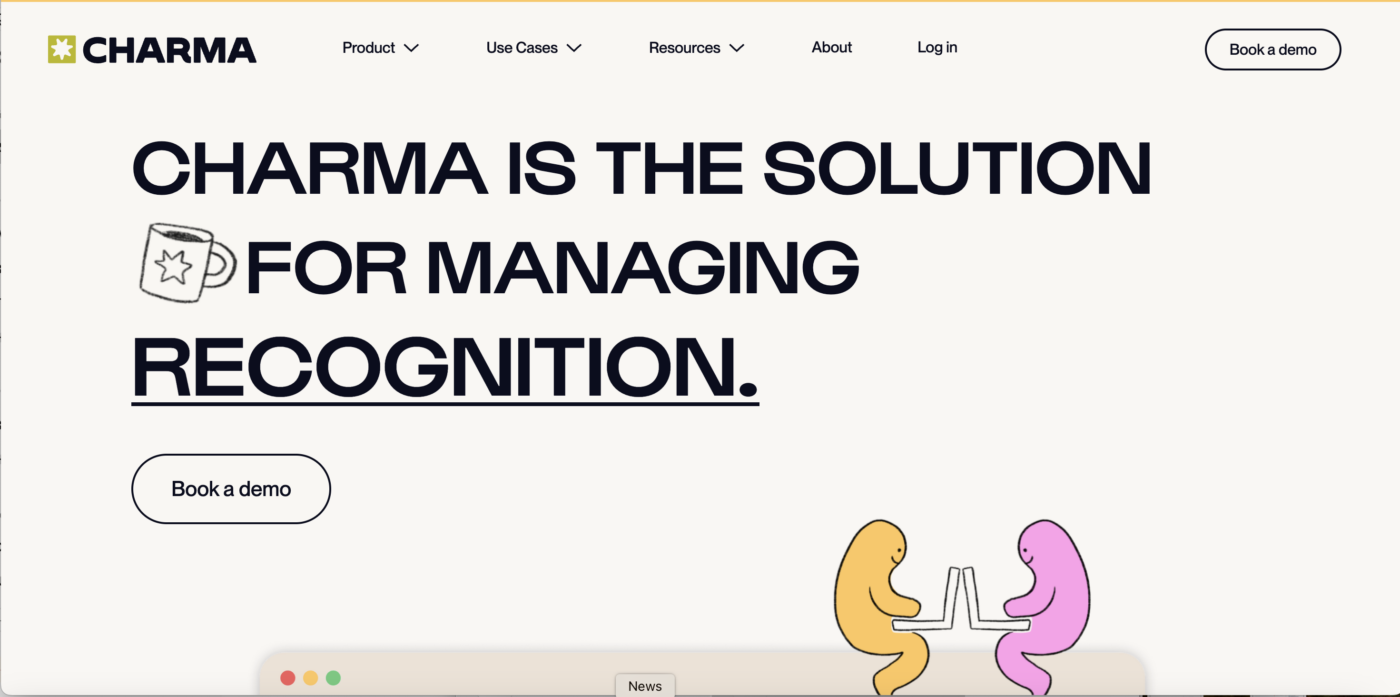 CHARMA
Product
Use Cases
Resources
About
Log in
Book a demo
CHARMA IS THE SOLUTION
FOR MANAGING
RECOGNITION.
Book a demo
News